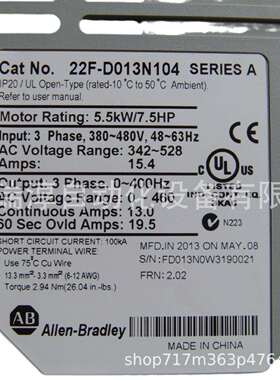 Cat No. 22F-D013N104 SERIES A
IP20 / UL Open-Type (rated-10°C to 50°C Ambient)
Refer to user manual
Motor Rating: 5.5kW/7.5HP
Input: 3 Phase, 380~480V, 48~63Hz
AC Voltage Range: 342~528
Amps: 15.4
Output: 3 Phase, 0~400Hz
460
Continuous Amps: 13.0
60 Sec Ovld Amps: 19.5
C UL US
LISTED
N223
SHORT CIRCUIT CURRENT: 100kA
POWER TERMINAL WIRE:
Use 75°C Cu Wire
13.3 mm²-3.3 mm² (6-12 AWG)
Torque 2.94 Nm (26.04 in.-lbs.)
MFD.IN 2013 ON MAY.08
S/N:FD013N0W3190021
FRN: 2.02
MADE IN CHINA
AB Allen-Bradley
shop717m363p476